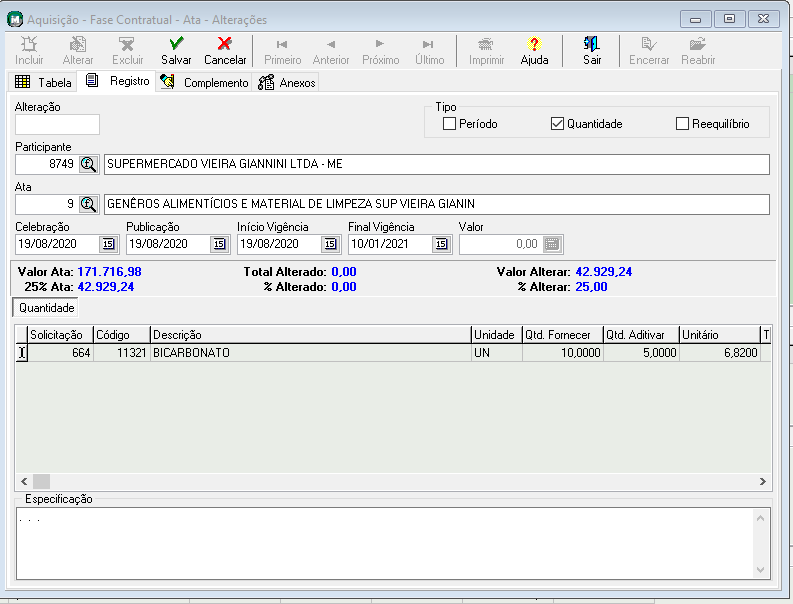 Aquisição - Fase Contratual - Ata - Alterações
Incluir Alterar Excluir Salvar Cancelar Primeiro Anterior Próximo Último Imprimir Ajuda Sair Encerrar Reabrir
Tabela Registro Complemento Anexos
Alteração
Tipo
Período Quantidade Reequilíbrio
Participante
8749 SUPERMERCADO VIEIRA GIANNINI LTDA - ME
Ata
9 GENÊROS ALIMENTÍCIOS E MATERIAL DE LIMPEZA SUP VIEIRA GIANIN
Celebração Publicação Início Vigência Final Vigência Valor
19/08/2020 15 19/08/2020 15 19/08/2020 15 10/01/2021 15 0,00
Valor Ata: 171.716,98 Total Alterado: 0,00 Valor Alterar: 42.929,24
25% Ata: 42.929,24 % Alterado: 0,00 % Alterar: 25,00
Quantidade
Solicitação Código Descrição Unidade Qtd. Fornecer Qtd. Aditivar Unitário T
664 11321 BICARBONATO UN 10,0000 5,0000 6,8200
Especificação
. . .